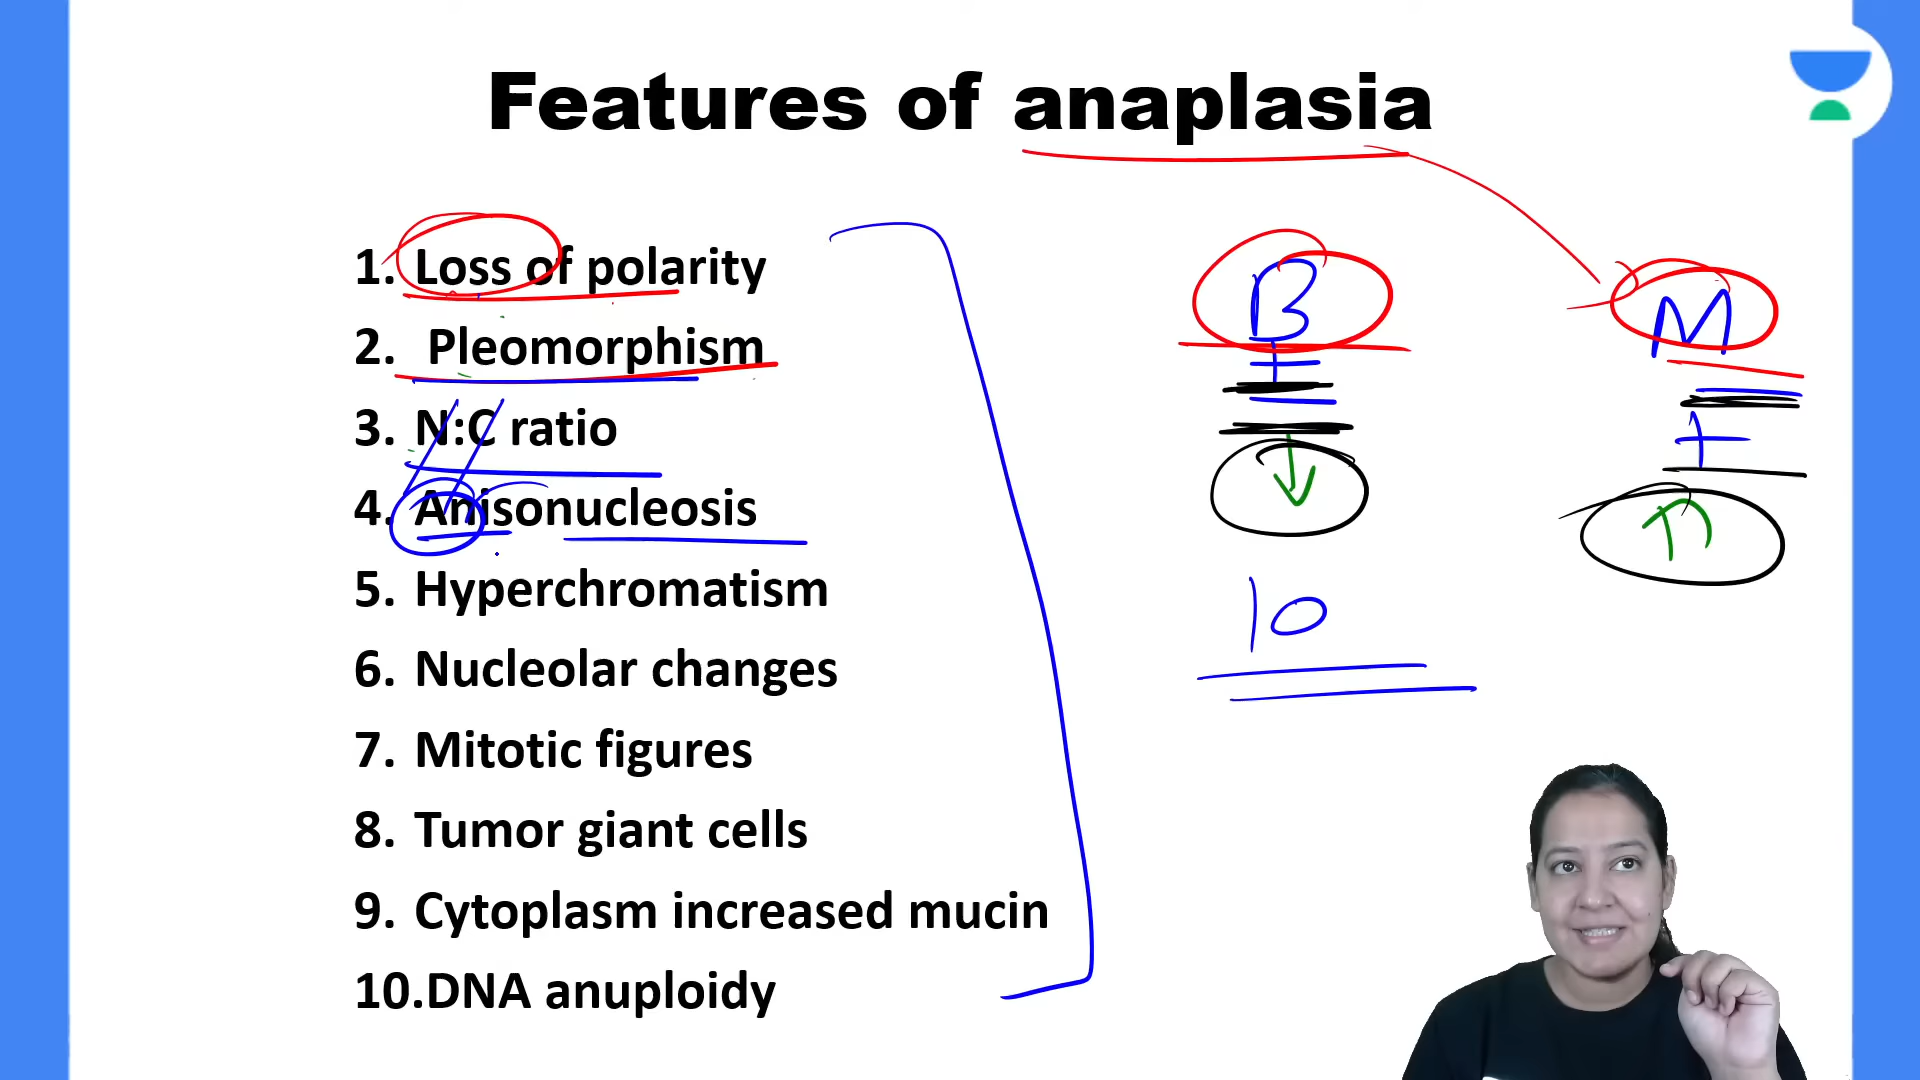 Features of anaplasia
1. Loss of polarity
2. Pleomorphism
3. N:C ratio
4. Anisonucleosis
5. Hyperchromatism
6. Nucleolar changes
7. Mitotic figures
8. Tumor giant cells
9. Cytoplasm increased mucin
10.DNA anuploidy
B
M
10